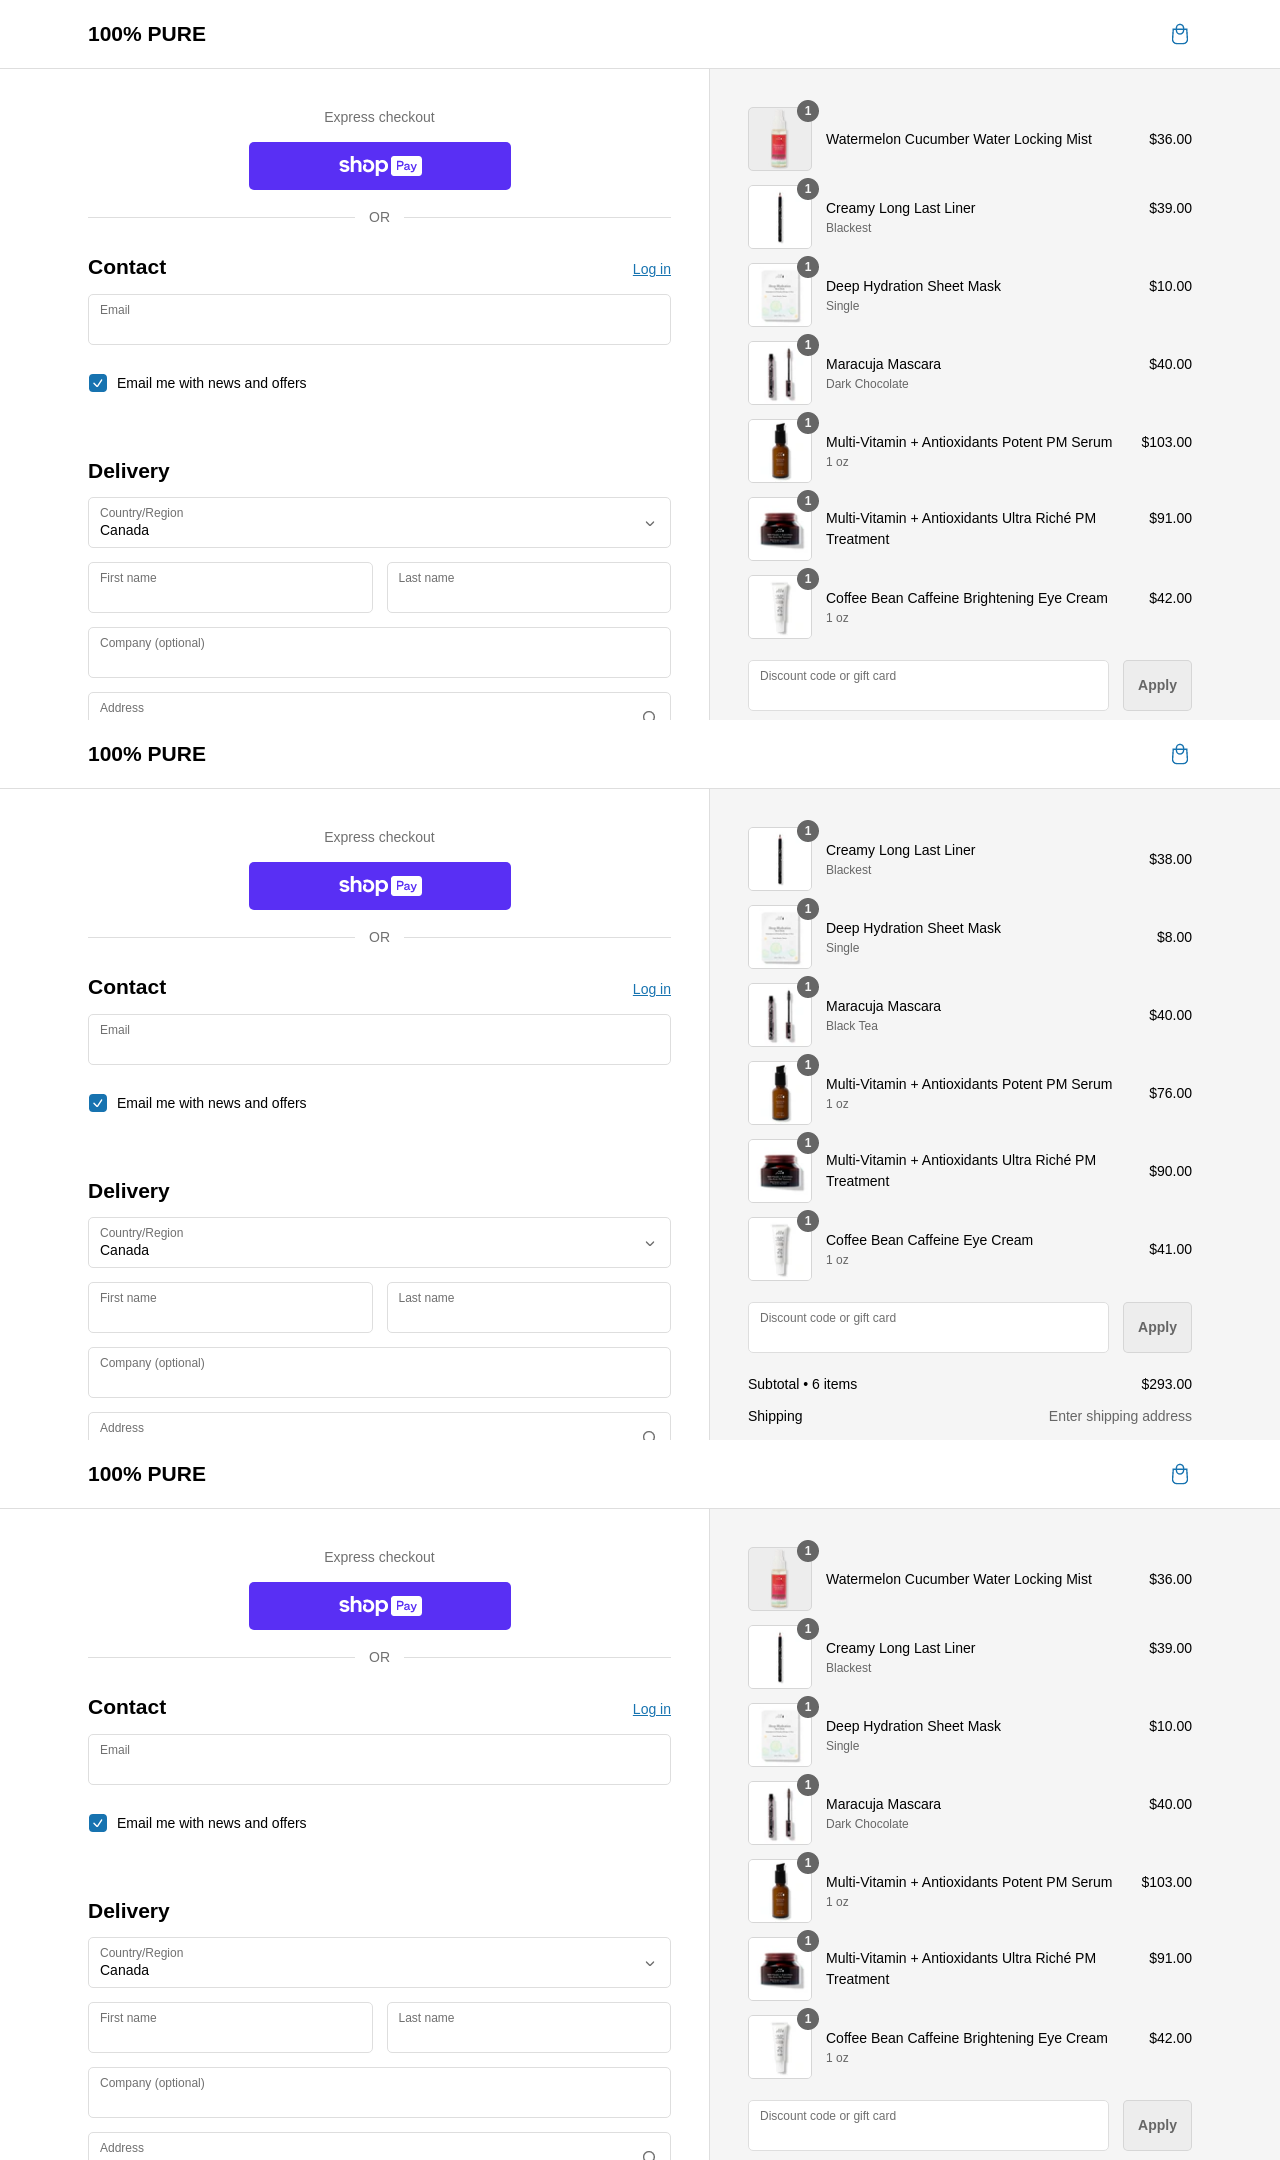 100% PURE
Express checkout
shop Pay
OR
Contact
Log in
Email
Email me with news and offers
Delivery
Country/Region
Canada
First name
Last name
Company (optional)
Address
1
Watermelon Cucumber Water Locking Mist
$36.00
1
Creamy Long Last Liner
$39.00
Blackest
1
Deep Hydration Sheet Mask
$10.00
Single
1
Maracuja Mascara
$40.00
Dark Chocolate
1
Multi-Vitamin + Antioxidants Potent PM Serum
$103.00
1 oz
1
Multi-Vitamin + Antioxidants Ultra Riché PM
$91.00
Treatment
1
Coffee Bean Caffeine Brightening Eye Cream
$42.00
1 oz
Discount code or gift card
Apply
100% PURE
Express checkout
shop Pay
OR
Contact
Log in
Email
Email me with news and offers
Delivery
Country/Region
Canada
First name
Last name
Company (optional)
Address
1
Creamy Long Last Liner
Blackest
$38.00
1
Deep Hydration Sheet Mask
Single
$8.00
1
Maracuja Mascara
Black Tea
$40.00
1
Multi-Vitamin + Antioxidants Potent PM Serum
1 oz
$76.00
1
Multi-Vitamin + Antioxidants Ultra Riché PM
Treatment
$90.00
1
Coffee Bean Caffeine Eye Cream
1 oz
$41.00
Discount code or gift card
Apply
Subtotal • 6 items
$293.00
Shipping
Enter shipping address
100% PURE
Express checkout
shop Pay
OR
Contact
Log in
Email
Email me with news and offers
Delivery
Country/Region
Canada
First name
Last name
Company (optional)
Address
1
Watermelon Cucumber Water Locking Mist
$36.00
1
Creamy Long Last Liner
$39.00
Blackest
1
Deep Hydration Sheet Mask
$10.00
Single
1
Maracuja Mascara
$40.00
Dark Chocolate
1
Multi-Vitamin + Antioxidants Potent PM Serum
$103.00
1 oz
1
Multi-Vitamin + Antioxidants Ultra Riché PM
$91.00
Treatment
1
Coffee Bean Caffeine Brightening Eye Cream
$42.00
1 oz
Discount code or gift card
Apply